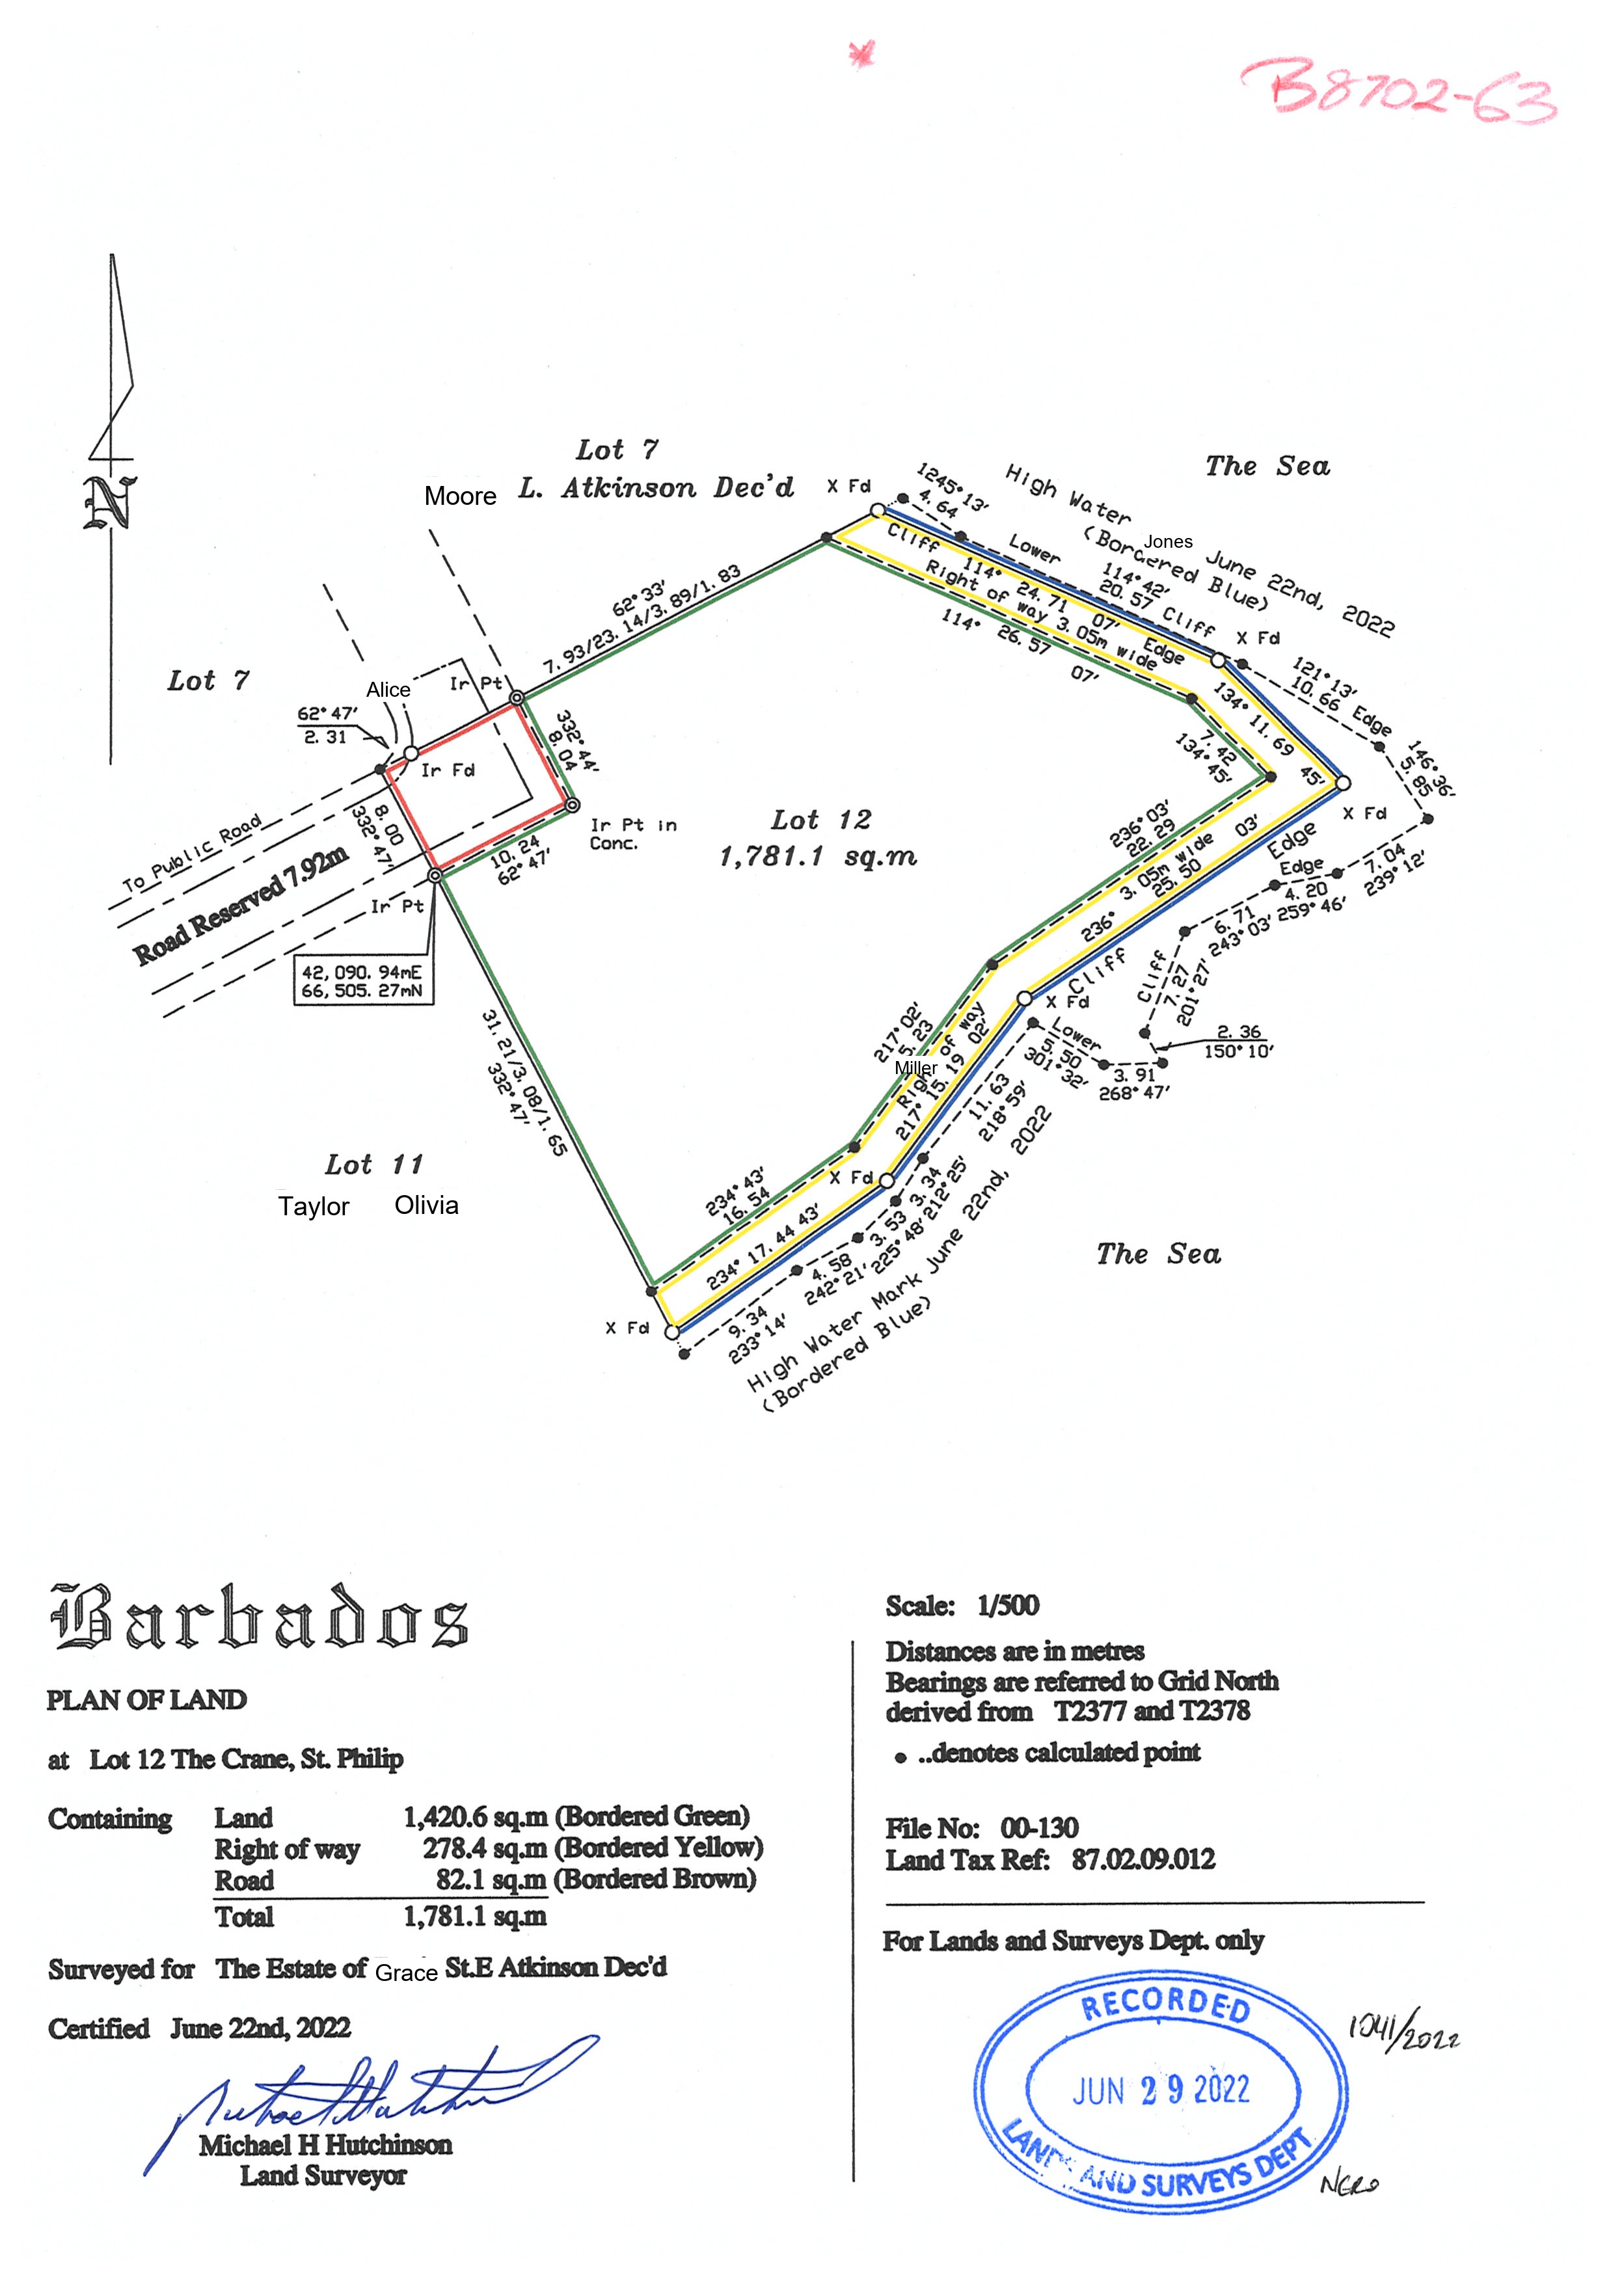 B8702-63
Lot 7
The Sea
Moore L. Atkinson Dec'd
X Fd
1245°13'
4.64
High Water
Jones June 22nd, 2022
(Bordered Blue)
Cliff
Lower
114°42'
20.57 Cliff
114° 24.71 07' Edge
Right of way 3.05m wide
114° 26.57 07'
X Fd
62°33'
7.93/23.14/3.89/1.83
121°13'
10.66 Edge
Lot 7
Alice
Ir Pt
134° 11.69 45'
7.42
134°45'
146°36'
5.85
62°47'
2.31
Ir Fd
332°44'
8.04
X Fd
To Public Road
Road Reserved 7.92m
8.00
332°47'
Ir Pt in
Conc.
Lot 12
1,781.1 sq.m
236°03'
22.29
3.05m wide
236° 25.50 03'
Edge
Edge
10.24
62°47'
Ir Pt
7.04
239°12'
4.20
259°46'
6.71
243°03'
Cliff
7.27
201°27'
42,090.94mE
66,505.27mN
Cliff
X Fd
Lower
5.50
301°32'
2.36
150°10'
3.91
268°47'
31.21/3.08/1.65
332°47'
217°02'
5.23
Right of way
Miller
217° 15.19 02'
11.63
218°59'
Lot 11
Taylor Olivia
234°43'
16.54
X Fd
3.34
212°25'
3.53
225°48'
4.58
242°21'
234° 17.44 43'
The Sea
X Fd
9.34
233°14'
High Water Mark June 22nd, 2022
(Bordered Blue)
N
Barbados
PLAN OF LAND
at Lot 12 The Crane, St. Philip
Containing Land 1,420.6 sq.m (Bordered Green)
Right of way 278.4 sq.m (Bordered Yellow)
Road 82.1 sq.m (Bordered Brown)
Total 1,781.1 sq.m
Surveyed for The Estate of Grace St.E Atkinson Dec'd
Certified June 22nd, 2022
Michael H Hutchinson
Land Surveyor
Scale: 1/500
Distances are in metres
Bearings are referred to Grid North
derived from T2377 and T2378
..denotes calculated point
File No: 00-130
Land Tax Ref: 87.02.09.012
For Lands and Surveys Dept. only
RECORDED
JUN 29 2022
LANDS AND SURVEYS DEPT
1041/2022